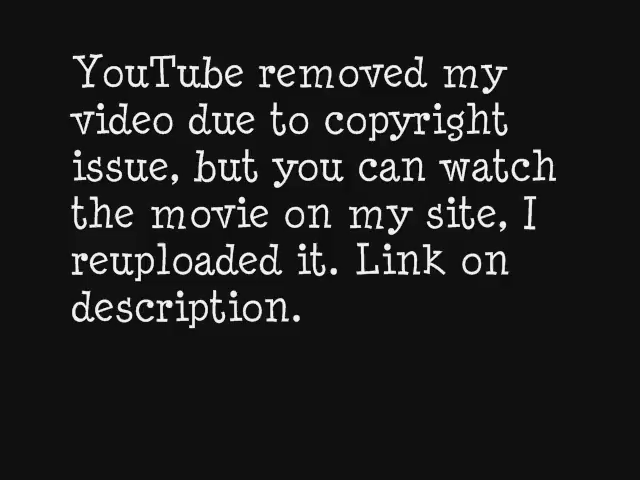 YouTube removed my
video due to copyright
issue, but you can watch
the movie on my site, I
reuploaded it. Link on
description.